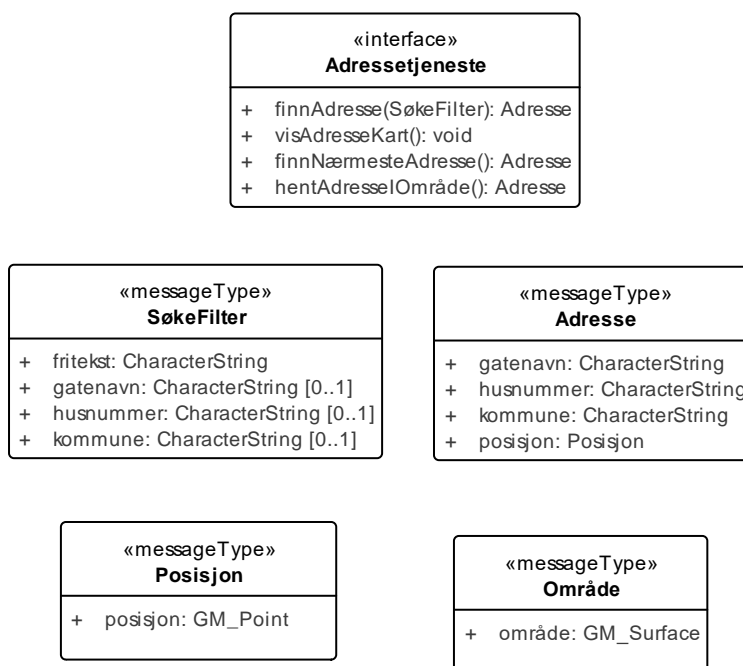 «interface»
Adressetjeneste
+ finnAdresse(SøkeFilter): Adresse
+ visAdresseKart(): void
+ finnNærmesteAdresse(): Adresse
+ hentAdresseIOmråde(): Adresse
«messageType»
SøkeFilter
+ fritekst: CharacterString
+ gatenavn: CharacterString [0..1]
+ husnummer: CharacterString [0..1]
+ kommune: CharacterString [0..1]
«messageType»
Adresse
+ gatenavn: CharacterString
+ husnummer: CharacterString
+ kommune: CharacterString
+ posisjon: Posisjon
«messageType»
Posisjon
+ posisjon: GM_Point
«messageType»
Område
+ område: GM_Surface